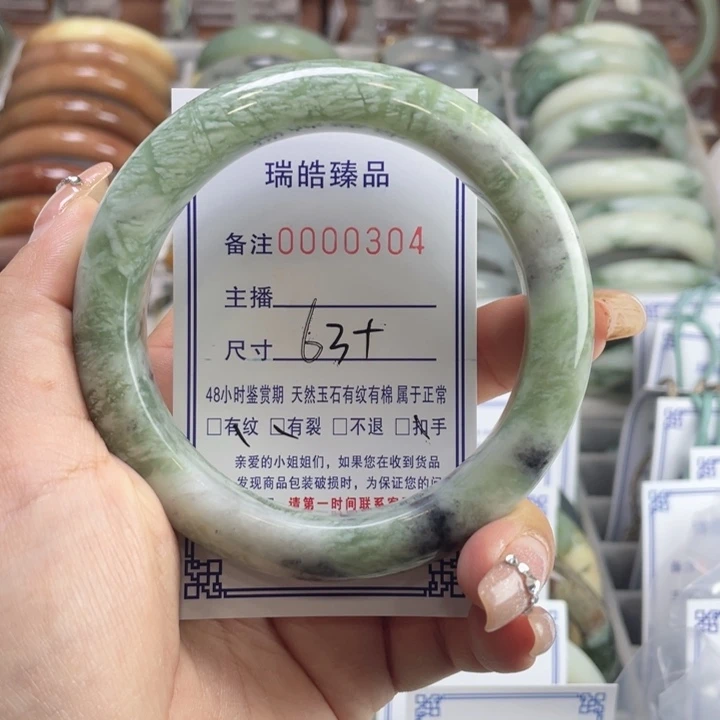 瑞皓臻品
备注0000304
主播
尺寸 63+
48小时鉴赏期 天然玉石有纹有棉 属于正常
□有纹 □有裂 □不退 □扣手
亲爱的小姐姐们，如果您在收到货品
发现商品包装破损时，为保证您的问
请第一时间联系客